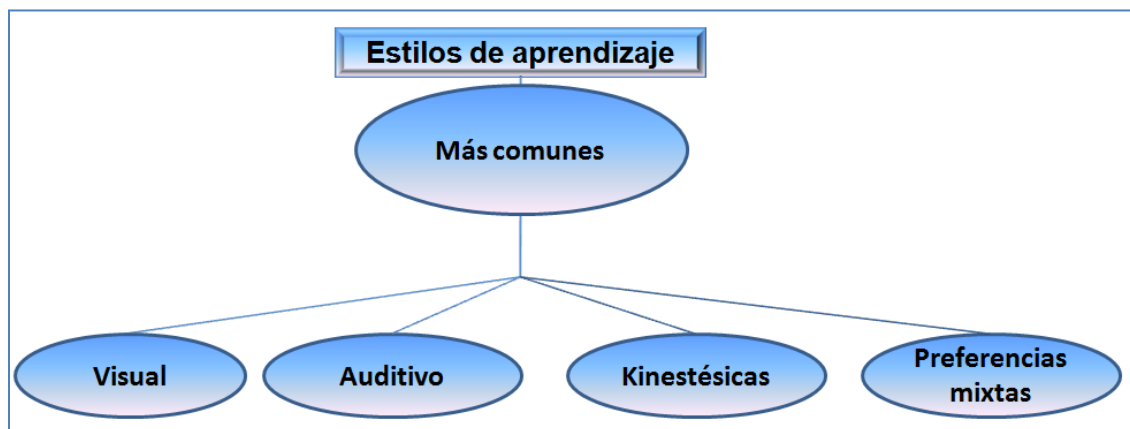 Estilos de aprendizaje
Más comunes
Visual
Auditivo
Kinestésicas
Preferencias
mixtas